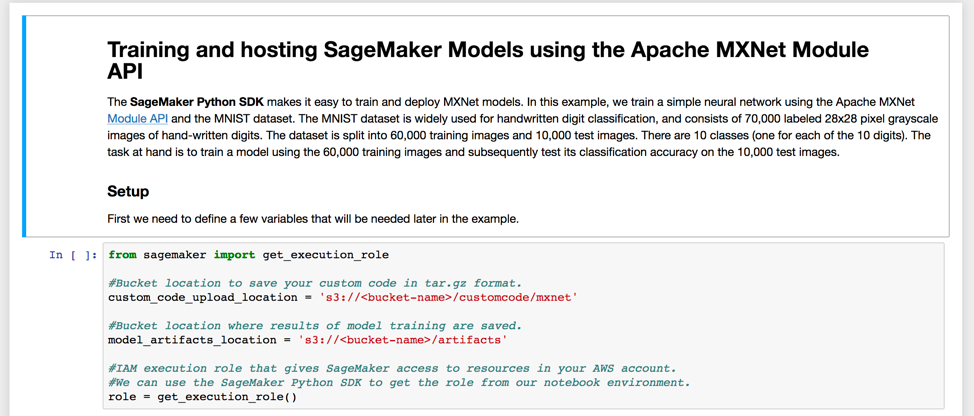 Training and hosting SageMaker Models using the Apache MXNet Module
API
The SageMaker Python SDK makes it easy to train and deploy MXNet models. In this example, we train a simple neural network using the Apache MXNet
Module API and the MNIST dataset. The MNIST dataset is widely used for handwritten digit classification, and consists of 70,000 labeled 28x28 pixel grayscale
images of hand-written digits. The dataset is split into 60,000 training images and 10,000 test images. There are 10 classes (one for each of the 10 digits). The
task at hand is to train a model using the 60,000 training images and subsequently test its classification accuracy on the 10,000 test images.
Setup
First we need to define a few variables that will be needed later in the example.
In [ ]: from sagemaker import get_execution_role
#Bucket location to save your custom code in tar.gz format.
custom_code_upload_location = 's3://<bucket-name>/customcode/mxnet'
#Bucket location where results of model training are saved.
model_artifacts_location = 's3://<bucket-name>/artifacts'
#IAM execution role that gives SageMaker access to resources in your AWS account.
#We can use the SageMaker Python SDK to get the role from our notebook environment.
role = get_execution_role()